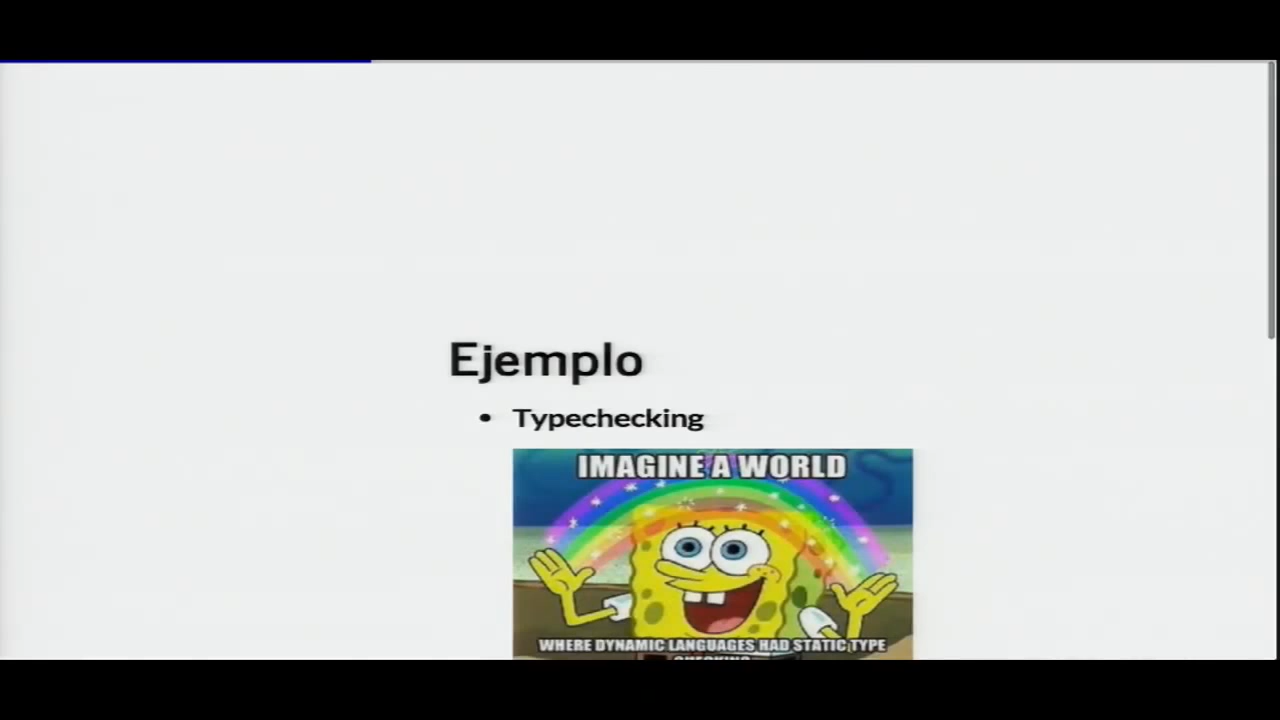 Ejemplo
• Typechecking
IMAGINE A WORLD
WHERE DYNAMIC LANGUAGES HAD STATIC TYPE